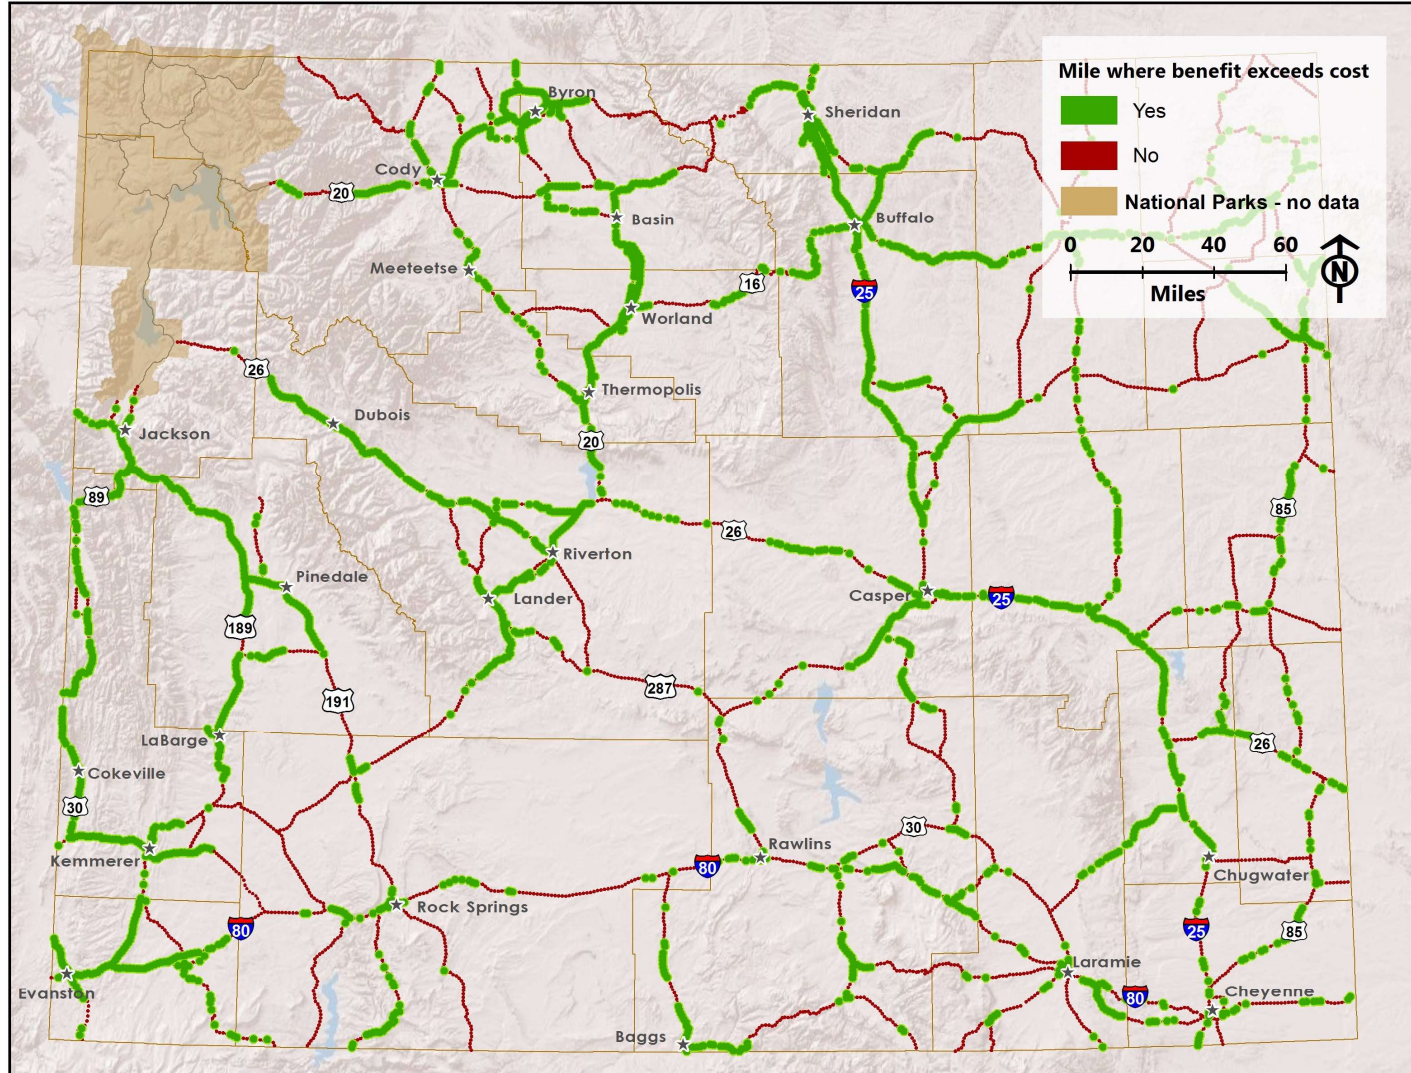 Mile where benefit exceeds cost
Yes
No
National Parks - no data
0 20 40 60
N
Miles
Byron
Sheridan
Cody
20
Basin
Buffalo
Meeteetse
16
25
Worland
26
Thermopolis
Dubois
Jackson
20
89
85
26
Riverton
Pinedale
Lander
Casper
25
189
287
191
LaBarge
26
Cokeville
30
30
Rawlins
Kemmerer
80
Chugwater
Rock Springs
80
25
85
Laramie
Evanston
80
Cheyenne
Baggs